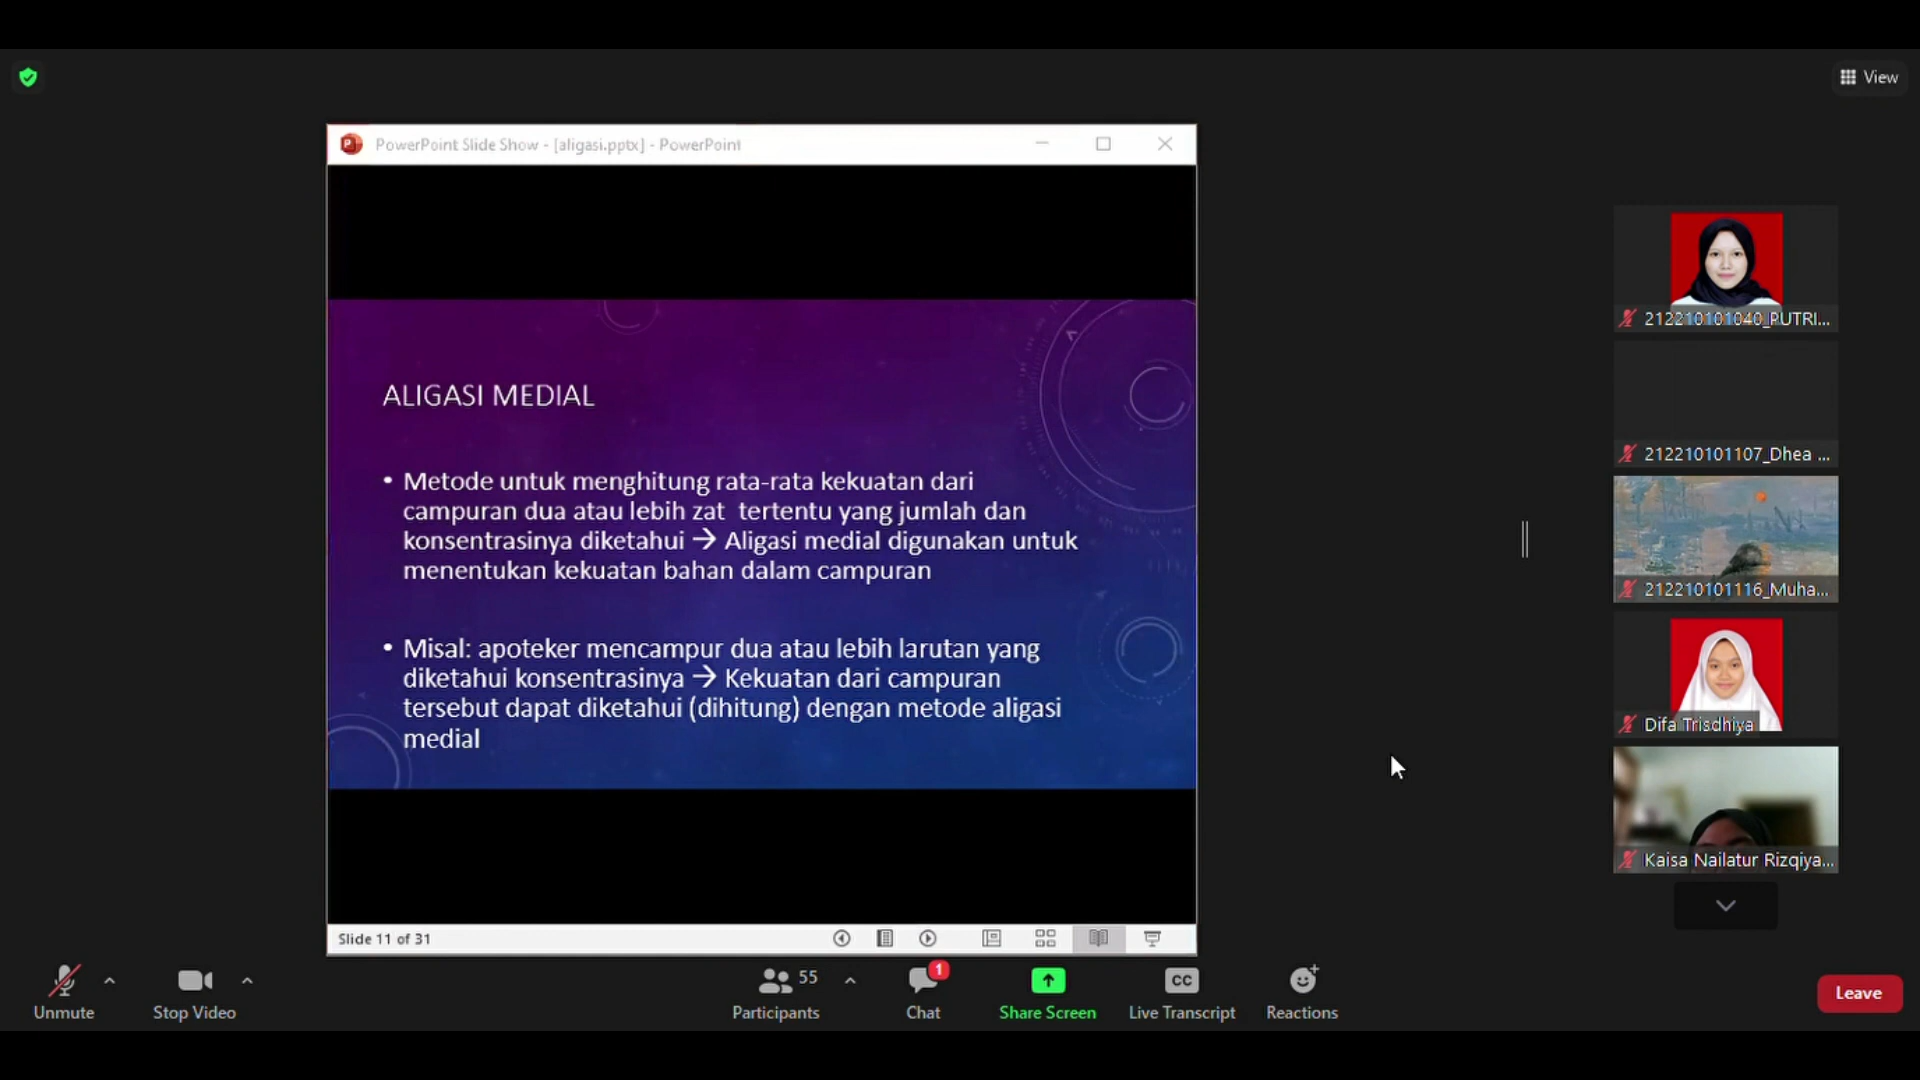 View
PowerPoint Slide Show - [aligasi.pptx] - PowerPoint
ALIGASI MEDIAL
• Metode untuk menghitung rata-rata kekuatan dari
campuran dua atau lebih zat tertentu yang jumlah dan
konsentrasinya diketahui → Aligasi medial digunakan untuk
menentukan kekuatan bahan dalam campuran
• Misal: apoteker mencampur dua atau lebih larutan yang
diketahui konsentrasinya → Kekuatan dari campuran
tersebut dapat diketahui (dihitung) dengan metode aligasi
medial
Slide 11 of 31
212210101040_PUTRI...
212210101107_Dhea ...
212210101116_Muha...
Difa Trisdhiya
Kaisa Nailatur Rizqiya...
Unmute
Stop Video
55
Participants
1
Chat
Share Screen
CC
Live Transcript
Reactions
Leave